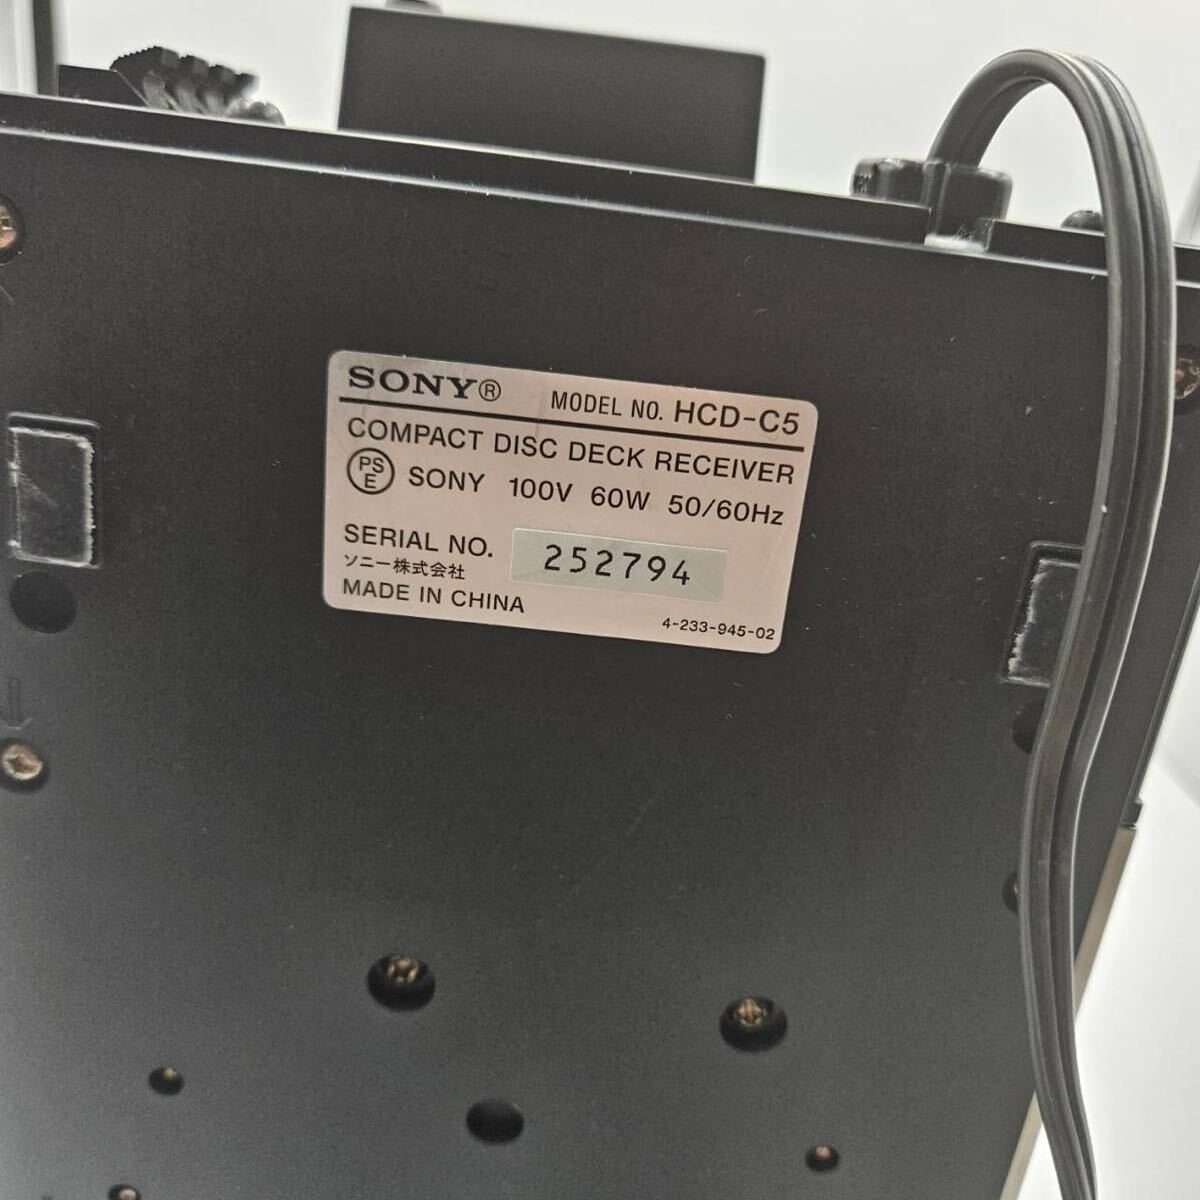 SONY® MODEL NO. HCD-C5
COMPACT DISC DECK RECEIVER
PSE SONY 100V 60W 50/60Hz
SERIAL NO. 252794
ソニー株式会社
MADE IN CHINA
4-233-945-02